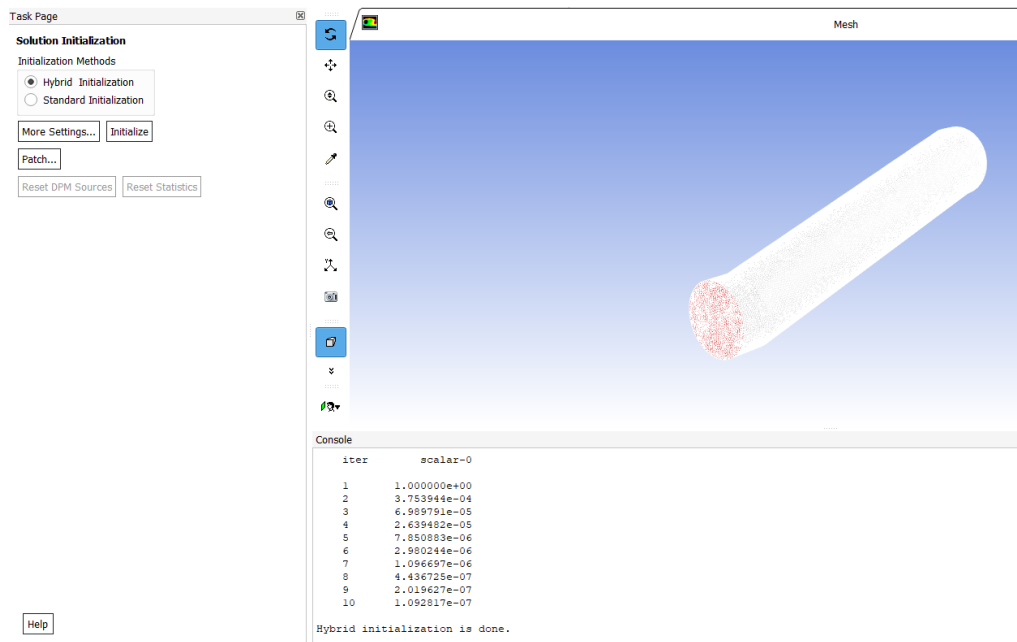 Task Page
Solution Initialization
Initialization Methods
Hybrid Initialization
Standard Initialization
More Settings... Initialize
Patch...
Reset DPM Sources Reset Statistics
Help
Mesh
Console
iter scalar-0
1 1.000000e+00
2 3.753944e-04
3 6.989791e-05
4 2.639482e-05
5 7.850883e-06
6 2.980244e-06
7 1.096697e-06
8 4.436725e-07
9 2.019627e-07
10 1.092817e-07
Hybrid initialization is done.